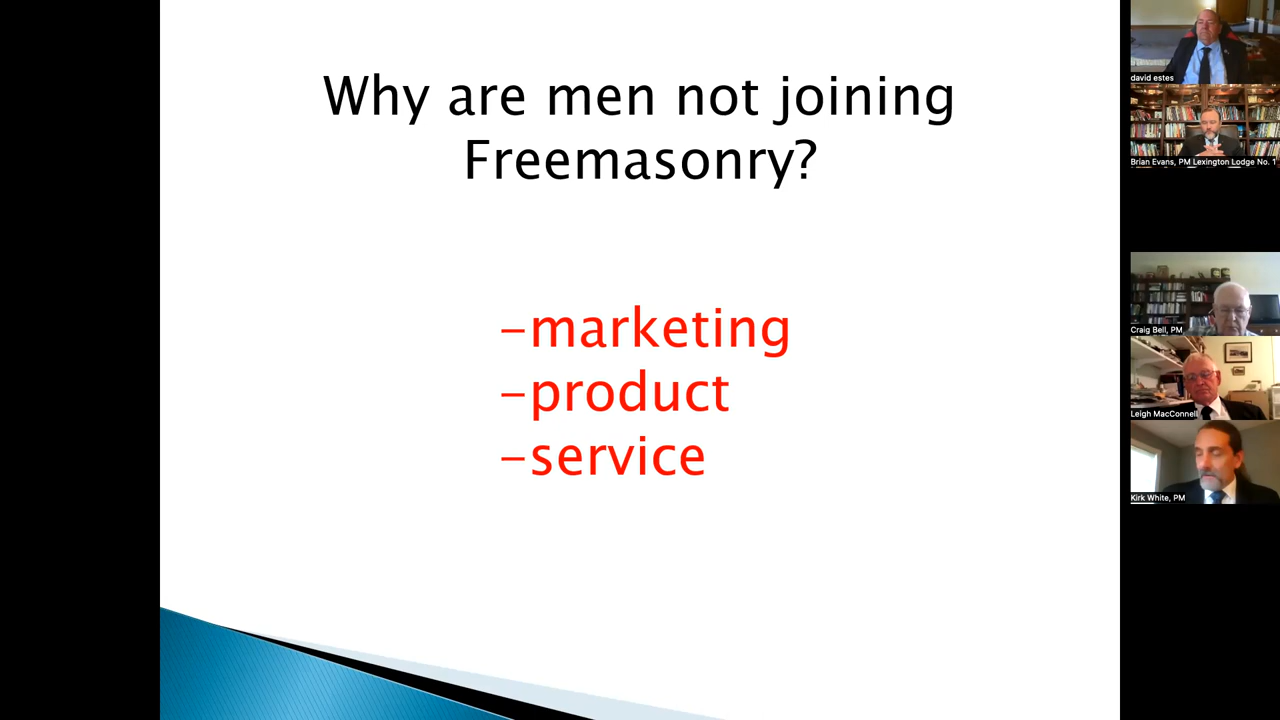 Why are men not joining
Freemasonry?
-marketing
-product
-service
david estes
Brian Evans, PM Lexington Lodge No. 1
Craig Bell, PM
Leigh MacConnell
Kirk White, PM